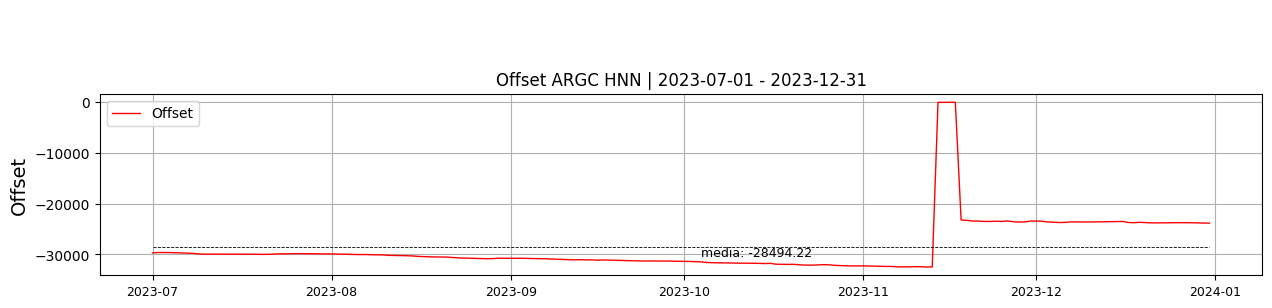 Offset ARGC HNN | 2023-07-01 - 2023-12-31
Offset
Offset
0
−10000
−20000
−30000
media: -28494.22
2023-07
2023-08
2023-09
2023-10
2023-11
2023-12
2024-01